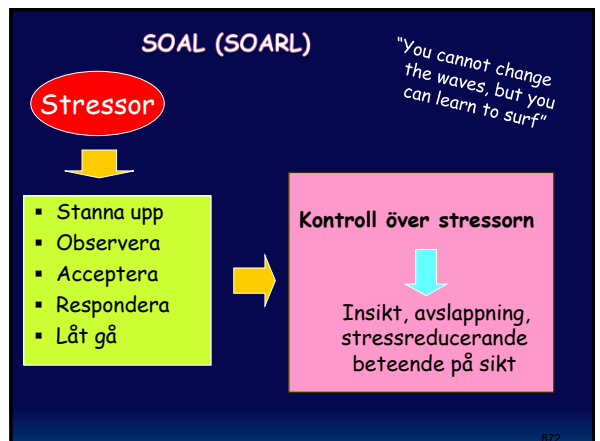 SOAL (SOARL)
"You cannot change
the waves, but you
can learn to surf"
Stressor
▪ Stanna upp
▪ Observera
▪ Acceptera
▪ Respondera
▪ Låt gå
Kontroll över stressorn
Insikt, avslappning,
stressreducerande
beteende på sikt